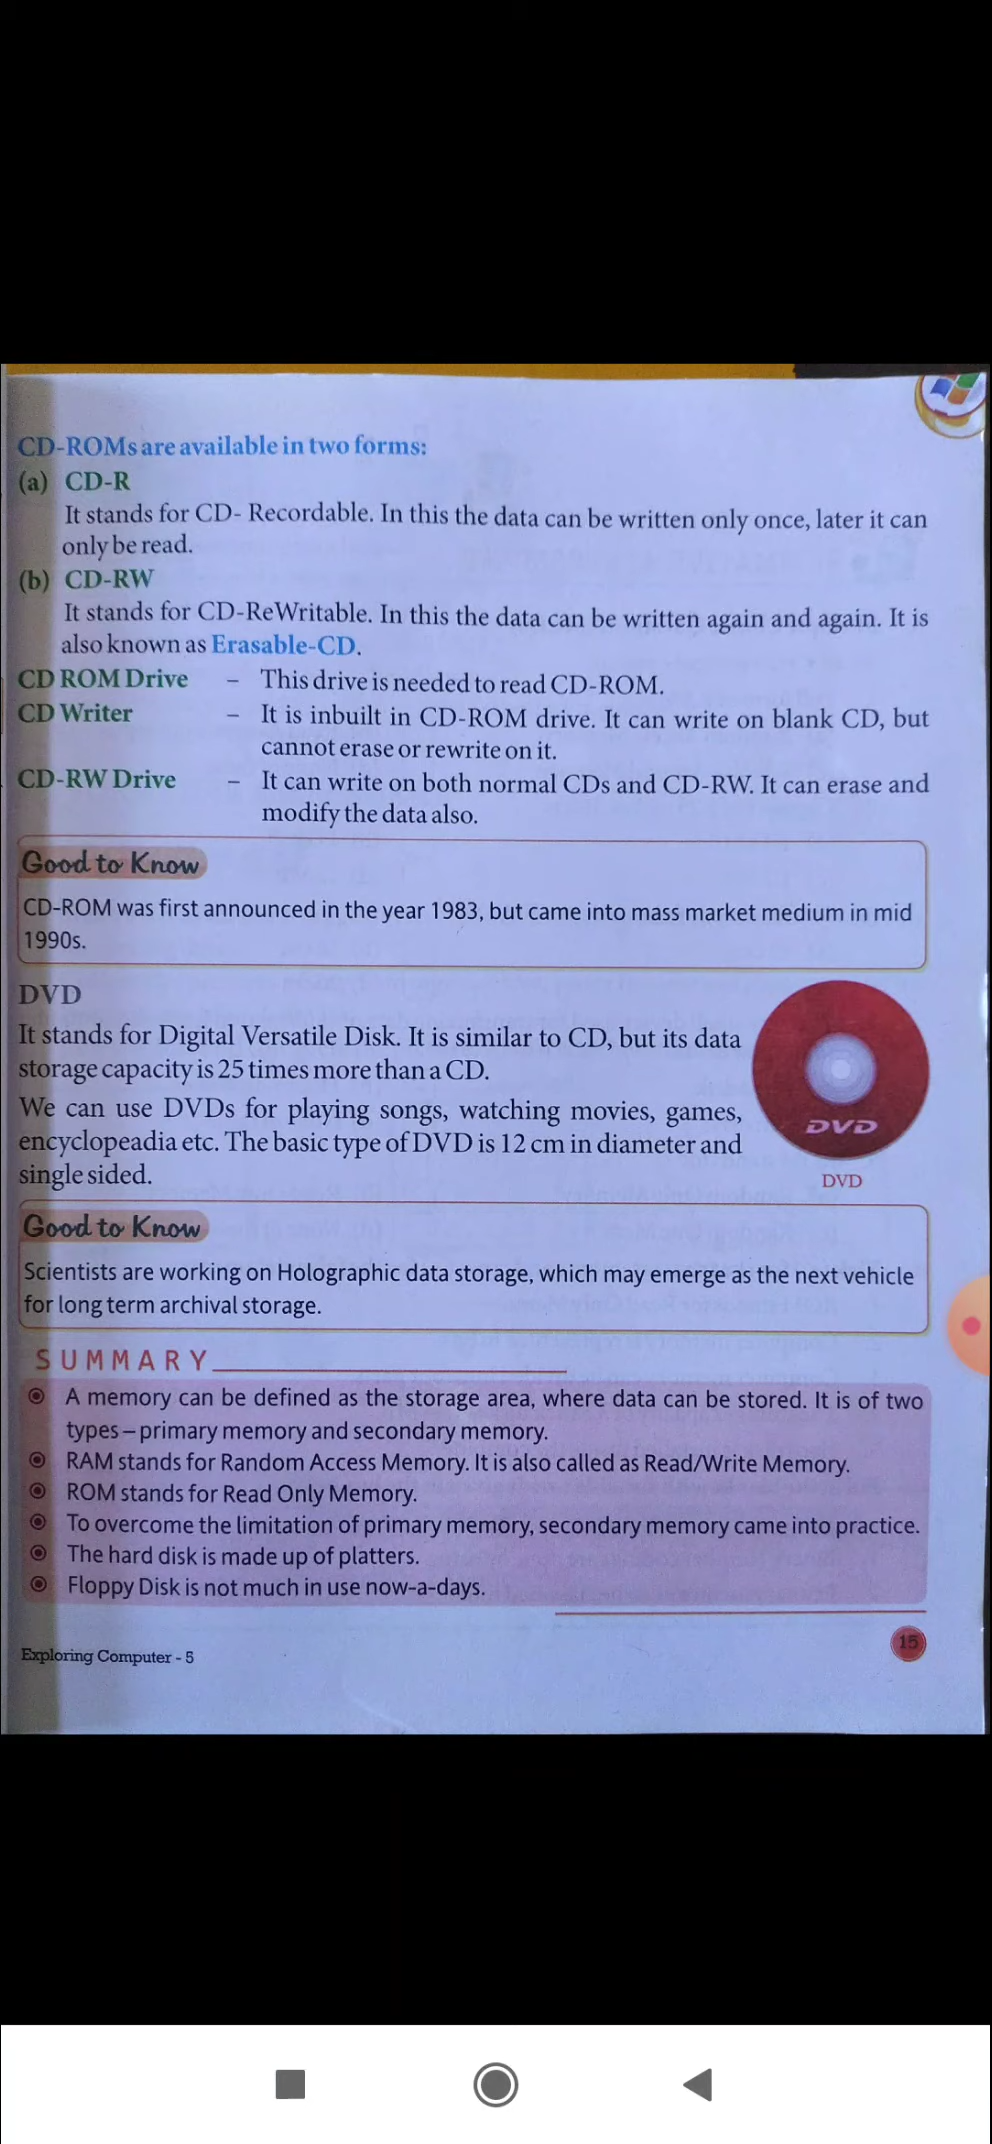 CD-ROMs are available in two forms:
(a) CD-R
It stands for CD- Recordable. In this the data can be written only once, later it can
only be read.
(b) CD-RW
It stands for CD-ReWritable. In this the data can be written again and again. It is
also known as Erasable-CD.
CD ROM Drive – This drive is needed to read CD-ROM.
CD Writer – It is inbuilt in CD-ROM drive. It can write on blank CD, but
cannot erase or rewrite on it.
CD-RW Drive – It can write on both normal CDs and CD-RW. It can erase and
modify the data also.
Good to Know
CD-ROM was first announced in the year 1983, but came into mass market medium in mid
1990s.
DVD
It stands for Digital Versatile Disk. It is similar to CD, but its data
storage capacity is 25 times more than a CD.
We can use DVDs for playing songs, watching movies, games,
encyclopeadia etc. The basic type of DVD is 12 cm in diameter and
single sided.
DVD
DVD
Good to Know
Scientists are working on Holographic data storage, which may emerge as the next vehicle
for long term archival storage.
SUMMARY
A memory can be defined as the storage area, where data can be stored. It is of two
types – primary memory and secondary memory.
RAM stands for Random Access Memory. It is also called as Read/Write Memory.
ROM stands for Read Only Memory.
To overcome the limitation of primary memory, secondary memory came into practice.
The hard disk is made up of platters.
Floppy Disk is not much in use now-a-days.
Exploring Computer - 5
15